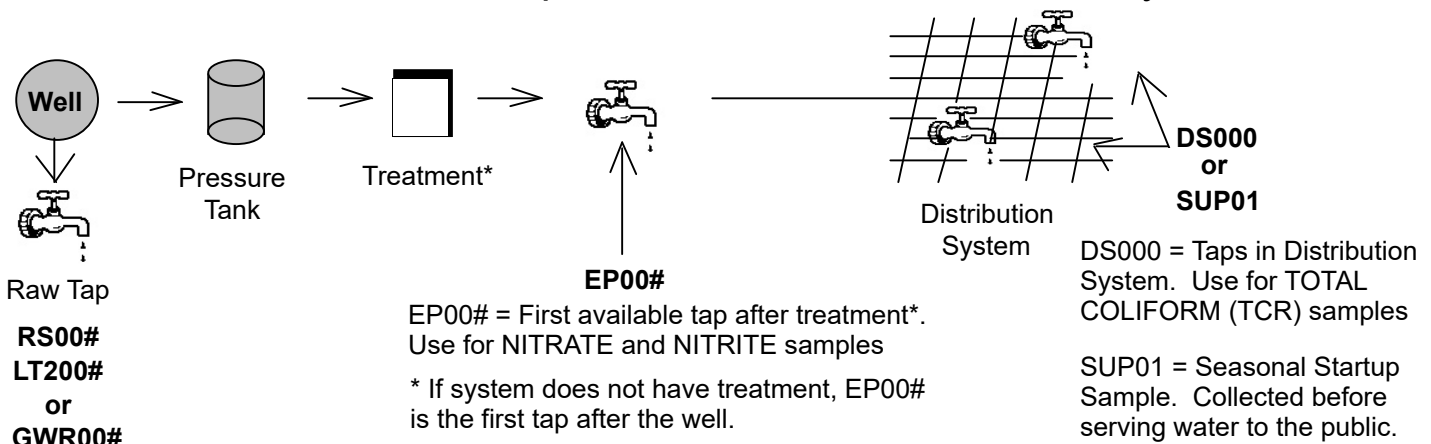 Well
Pressure
Tank
Treatment*
Raw Tap
RS00#
LT200#
or
GWR00#
EP00#
EP00# = First available tap after treatment*.
Use for NITRATE and NITRITE samples
* If system does not have treatment, EP00#
is the first tap after the well.
Distribution
System
DS000
or
SUP01
DS000 = Taps in Distribution
System. Use for TOTAL
COLIFORM (TCR) samples
SUP01 = Seasonal Startup
Sample. Collected before
serving water to the public.